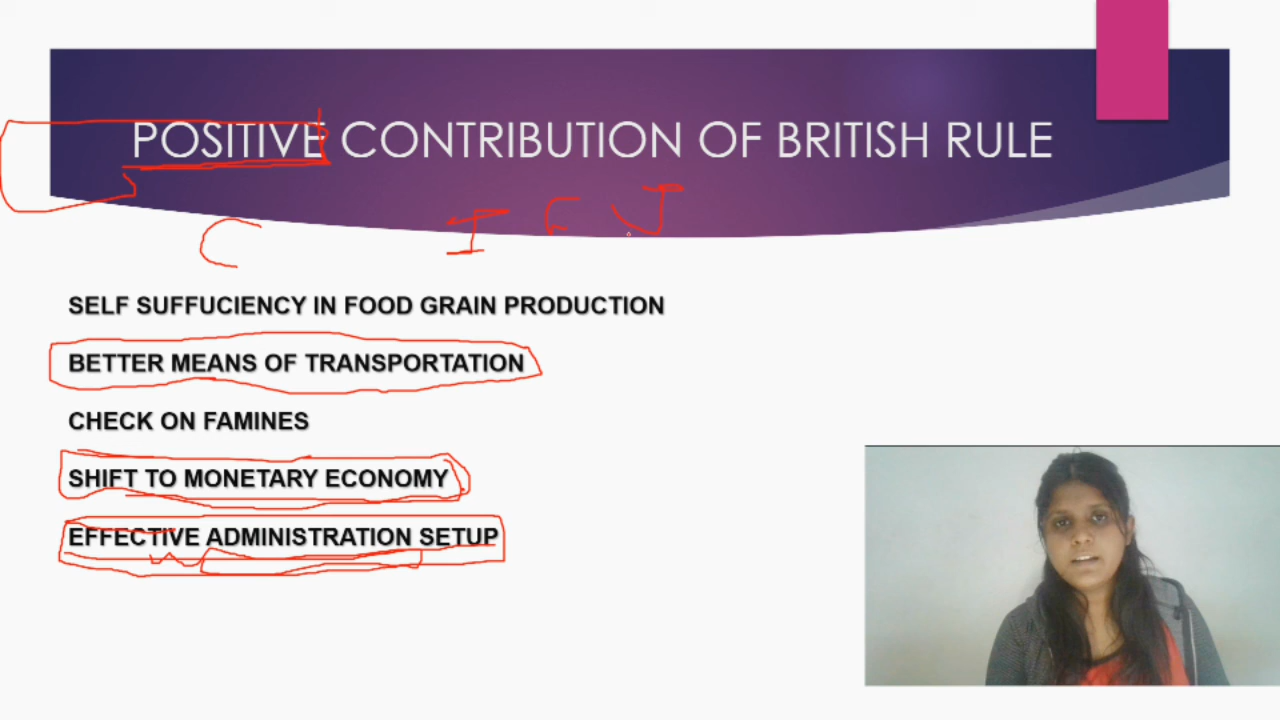 POSITIVE CONTRIBUTION OF BRITISH RULE
SELF SUFFUCIENCY IN FOOD GRAIN PRODUCTION
BETTER MEANS OF TRANSPORTATION
CHECK ON FAMINES
SHIFT TO MONETARY ECONOMY
EFFECTIVE ADMINISTRATION SETUP